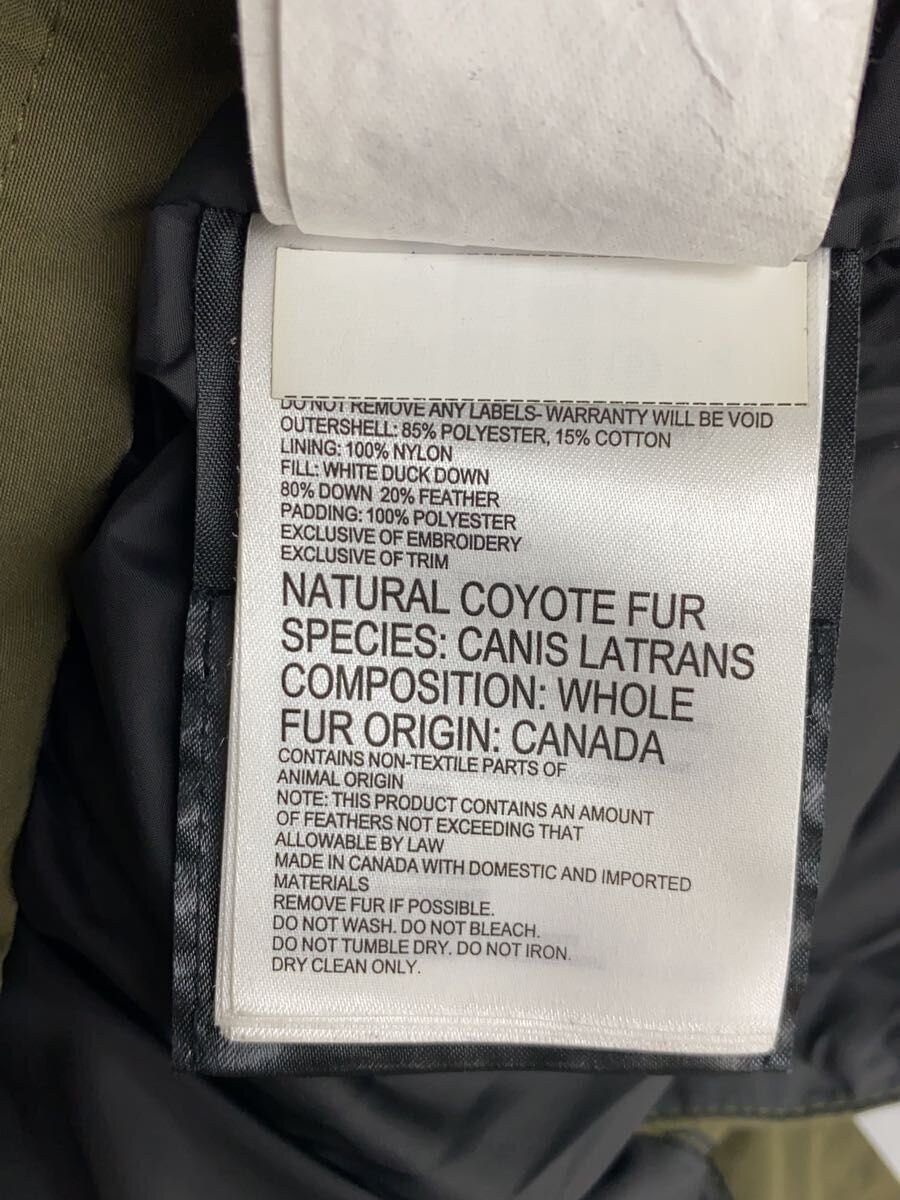 DO NOT REMOVE ANY LABELS- WARRANTY WILL BE VOID
OUTERSHELL: 85% POLYESTER, 15% COTTON
LINING: 100% NYLON
FILL: WHITE DUCK DOWN
80% DOWN 20% FEATHER
PADDING: 100% POLYESTER
EXCLUSIVE OF EMBROIDERY
EXCLUSIVE OF TRIM
NATURAL COYOTE FUR
SPECIES: CANIS LATRANS
COMPOSITION: WHOLE
FUR ORIGIN: CANADA
CONTAINS NON-TEXTILE PARTS OF
ANIMAL ORIGIN
NOTE: THIS PRODUCT CONTAINS AN AMOUNT
OF FEATHERS NOT EXCEEDING THAT
ALLOWABLE BY LAW
MADE IN CANADA WITH DOMESTIC AND IMPORTED
MATERIALS
REMOVE FUR IF POSSIBLE.
DO NOT WASH. DO NOT BLEACH.
DO NOT TUMBLE DRY. DO NOT IRON.
DRY CLEAN ONLY.